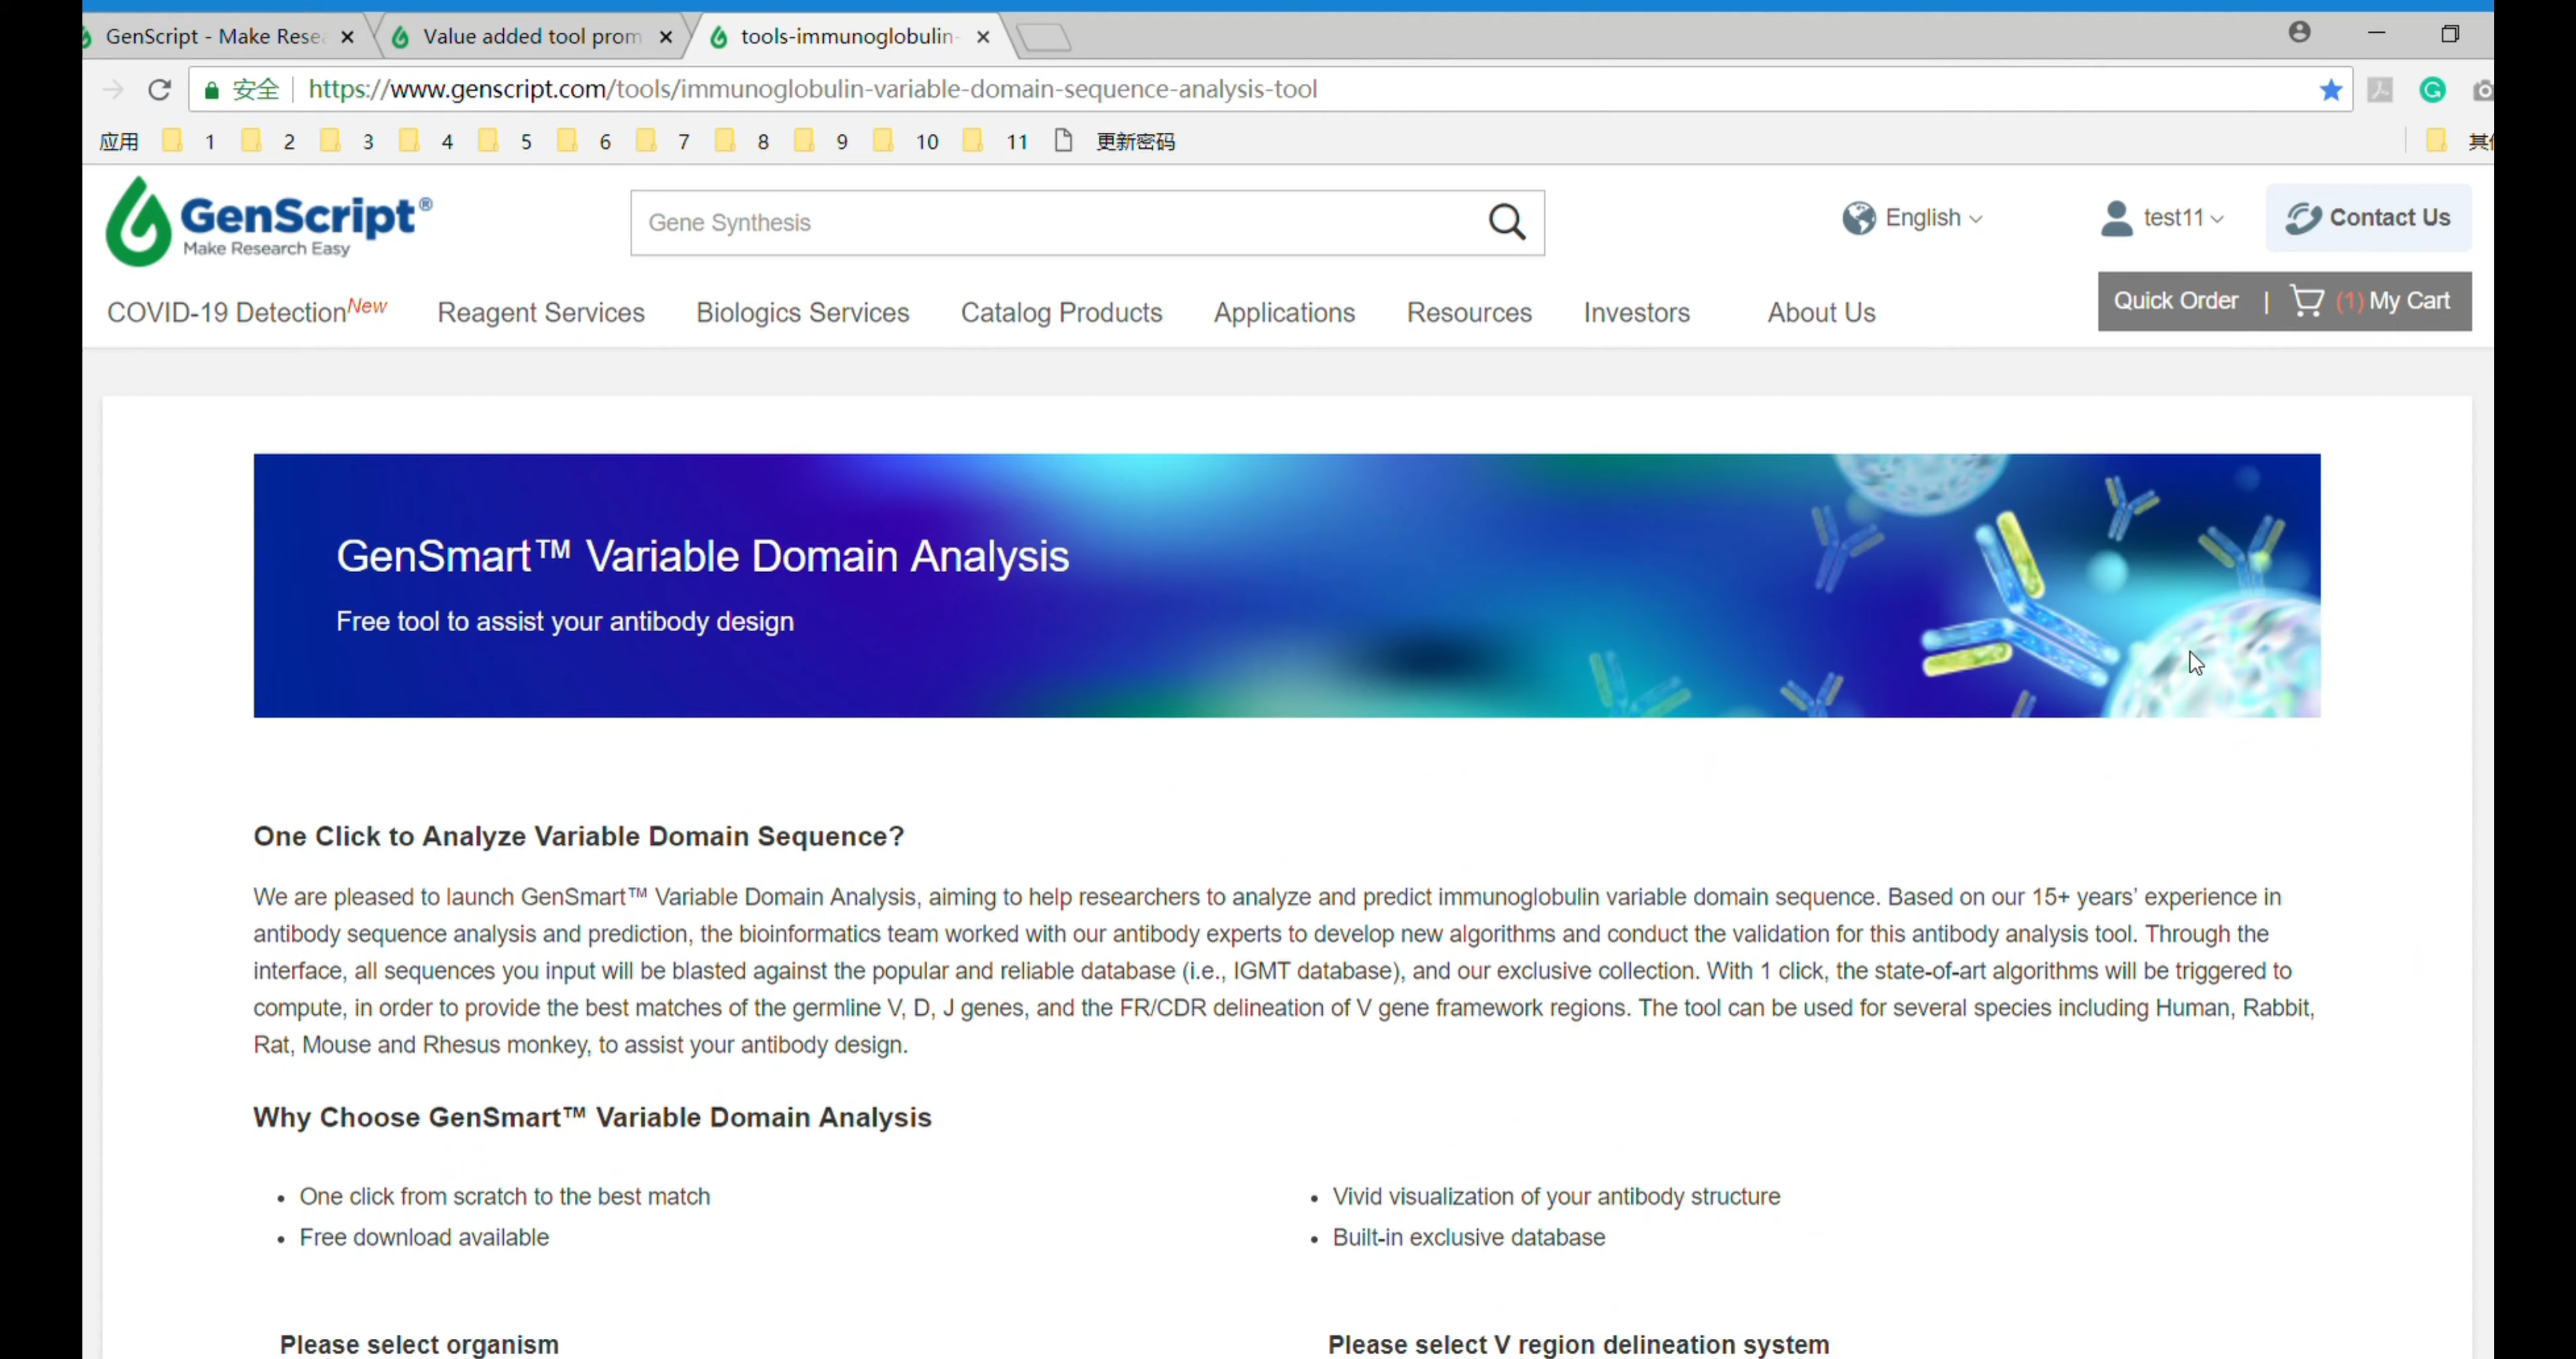 GenScript - Make Resea
Value added tool prom
tools-immunoglobulin-
安全 https://www.genscript.com/tools/immunoglobulin-variable-domain-sequence-analysis-tool
应用 1 2 3 4 5 6 7 8 9 10 11 更新密码
GenScript®
Make Research Easy
Gene Synthesis
English
test11
Contact Us
COVID-19 Detection New Reagent Services Biologics Services Catalog Products Applications Resources Investors About Us
Quick Order | (1) My Cart
GenSmart™ Variable Domain Analysis
Free tool to assist your antibody design
One Click to Analyze Variable Domain Sequence?
We are pleased to launch GenSmart™ Variable Domain Analysis, aiming to help researchers to analyze and predict immunoglobulin variable domain sequence. Based on our 15+ years’ experience in
antibody sequence analysis and prediction, the bioinformatics team worked with our antibody experts to develop new algorithms and conduct the validation for this antibody analysis tool. Through the
interface, all sequences you input will be blasted against the popular and reliable database (i.e., IGMT database), and our exclusive collection. With 1 click, the state-of-art algorithms will be triggered to
compute, in order to provide the best matches of the germline V, D, J genes, and the FR/CDR delineation of V gene framework regions. The tool can be used for several species including Human, Rabbit,
Rat, Mouse and Rhesus monkey, to assist your antibody design.
Why Choose GenSmart™ Variable Domain Analysis
• One click from scratch to the best match
• Free download available
• Vivid visualization of your antibody structure
• Built-in exclusive database
Please select organism
Please select V region delineation system